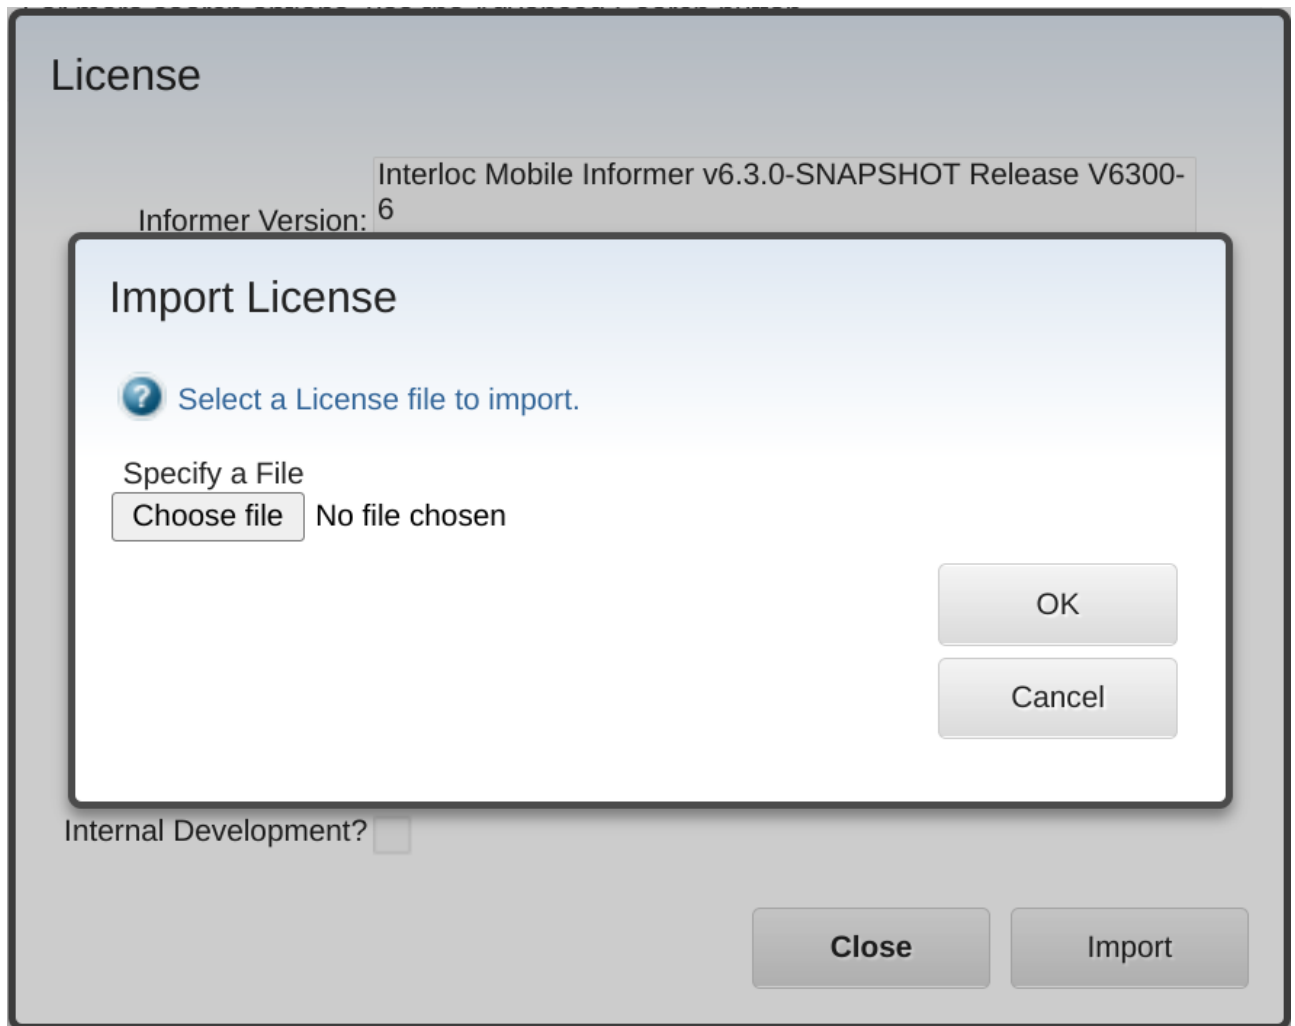 License
Interloc Mobile Informer v6.3.0-SNAPSHOT Release V6300-
6
Informer Version:
Import License
Select a License file to import.
Specify a File
Choose file No file chosen
OK
Cancel
Internal Development?
Close Import